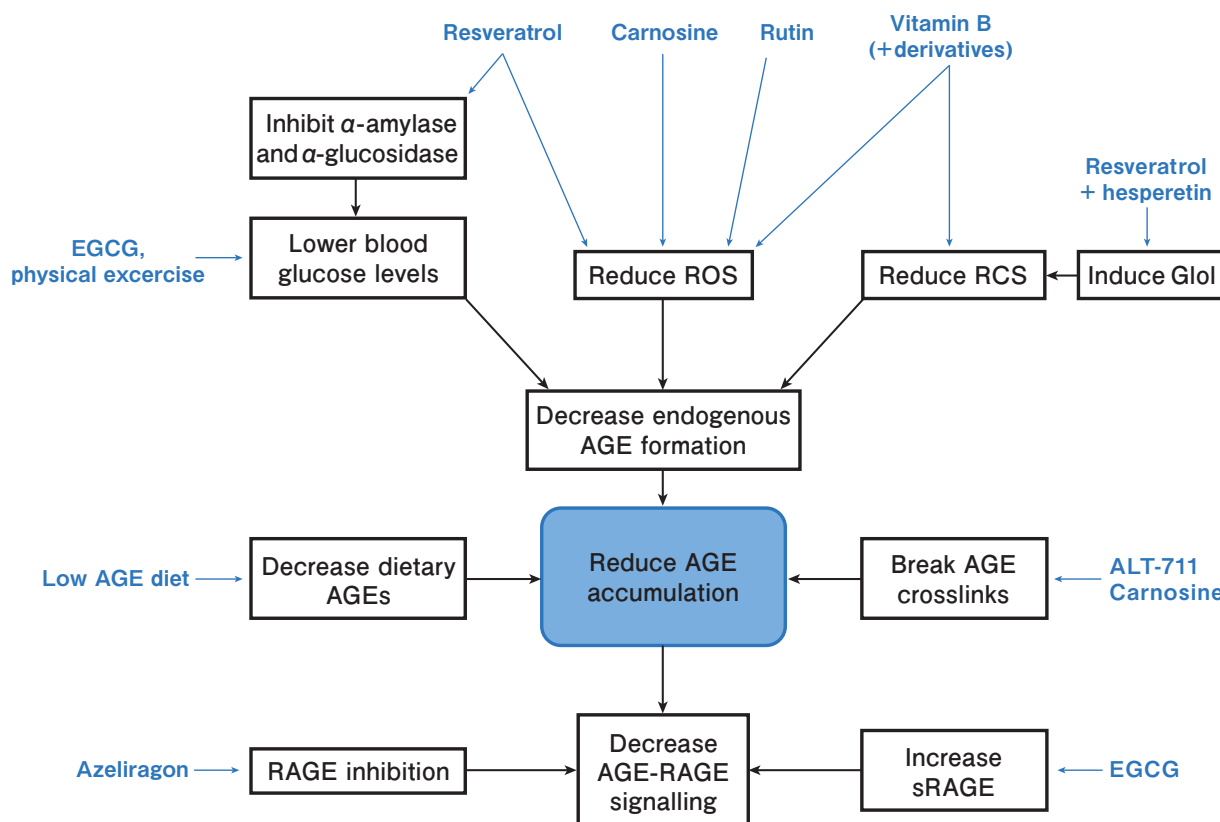 Resveratrol
Carnosine
Rutin
Vitamin B
(+derivatives)
Inhibit α-amylase
and α-glucosidase
Resveratrol
+ hesperetin
EGCG,
physical excercise
Lower blood
glucose levels
Reduce ROS
Reduce RCS
Induce Glol
Decrease endogenous
AGE formation
Low AGE diet
Decrease dietary
AGEs
Reduce AGE
accumulation
Break AGE
crosslinks
ALT-711
Carnosine
Azeliragon
RAGE inhibition
Decrease
AGE-RAGE
signalling
Increase
sRAGE
EGCG